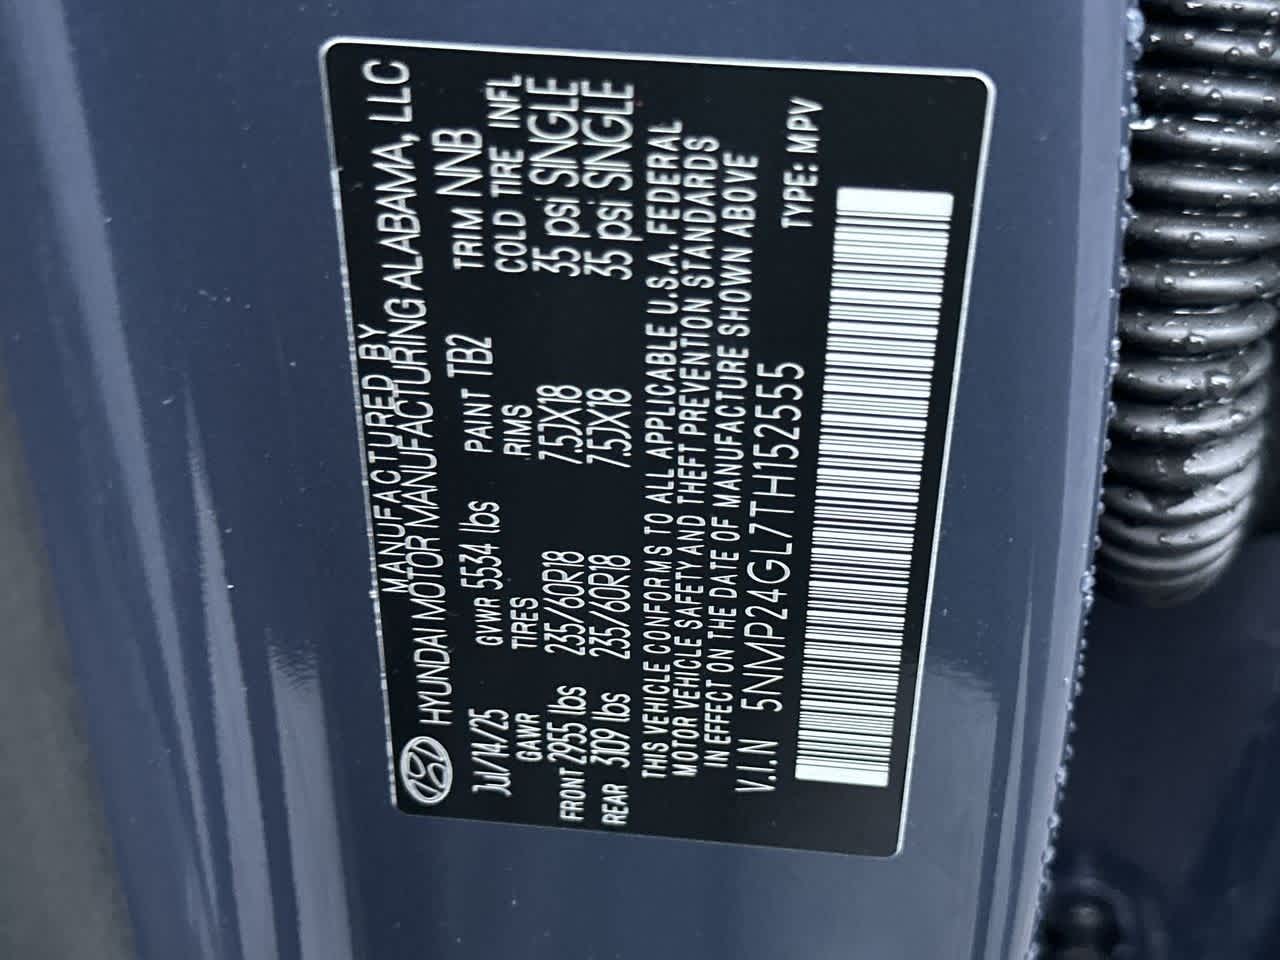 MANUFACTURED BY
HYUNDAI MOTOR MANUFACTURING ALABAMA, LLC
Jul/14/25 GVWR 5534 lbs PAINT TB2 TRIM NNB
GAWR TIRES RIMS COLD TIRE INFL
FRONT 2955 lbs 235/60R18 7.5JX18 35 psi SINGLE
REAR 3109 lbs 235/60R18 7.5JX18 35 psi SINGLE
THIS VEHICLE CONFORMS TO ALL APPLICABLE U.S.A. FEDERAL
MOTOR VEHICLE SAFETY AND THEFT PREVENTION STANDARDS
IN EFFECT ON THE DATE OF MANUFACTURE SHOWN ABOVE
V.I.N 5NMP24GL7TH152555 TYPE: MPV